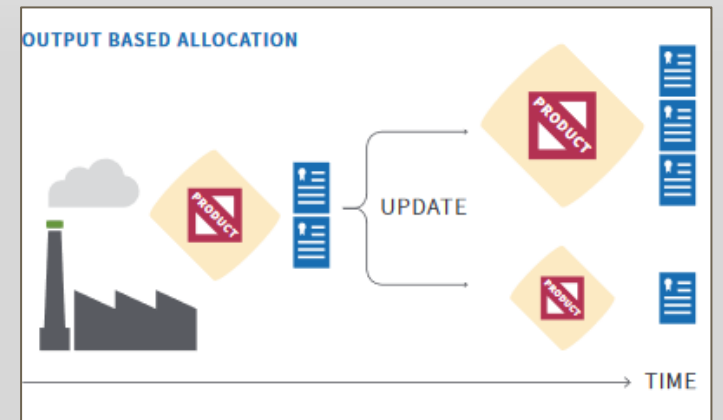 OUTPUT BASED ALLOCATION
PRODUCT
PRODUCT
UPDATE
PRODUCT
TIME